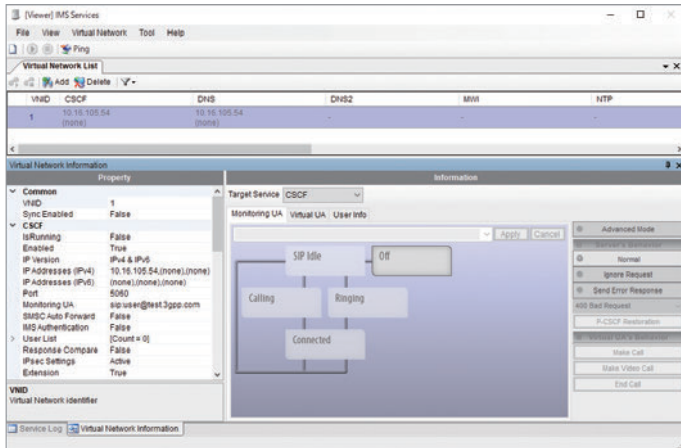 [Viewer] IMS Services
File View Virtual Network Tool Help
Ping
Virtual Network List
Add Delete
VNID CSCF DNS DNS2 MWI NTP
1 10.16.105.54 10.16.105.54 - - -
(none) (none)
Virtual Network Information
Property
Information
Common
VNID 1
Sync Enabled False
CSCF
IsRunning False
Enabled True
IP Version IPv4 & IPv6
IP Addresses (IPv4) 10.16.105.54,(none),(none)
IP Addresses (IPv6) (none),(none),(none)
Port 5060
Monitoring UA sip:user@test.3gpp.com
SMSC Auto Forward False
IMS Authentication False
User List [Count = 0]
Response Compare False
IPsec Settings Active
Extension True
VNID
Virtual Network identifier
Target Service CSCF
Monitoring UA Virtual UA User Info
Apply Cancel
SIP Idle
Off
Calling
Ringing
Connected
Advanced Mode
Server's Behavior
Normal
Ignore Request
Send Error Response
400 Bad Request
P-CSCF Restoration
Virtual UA's Behavior
Make Call
Make Video Call
End Call
Service Log Virtual Network Information